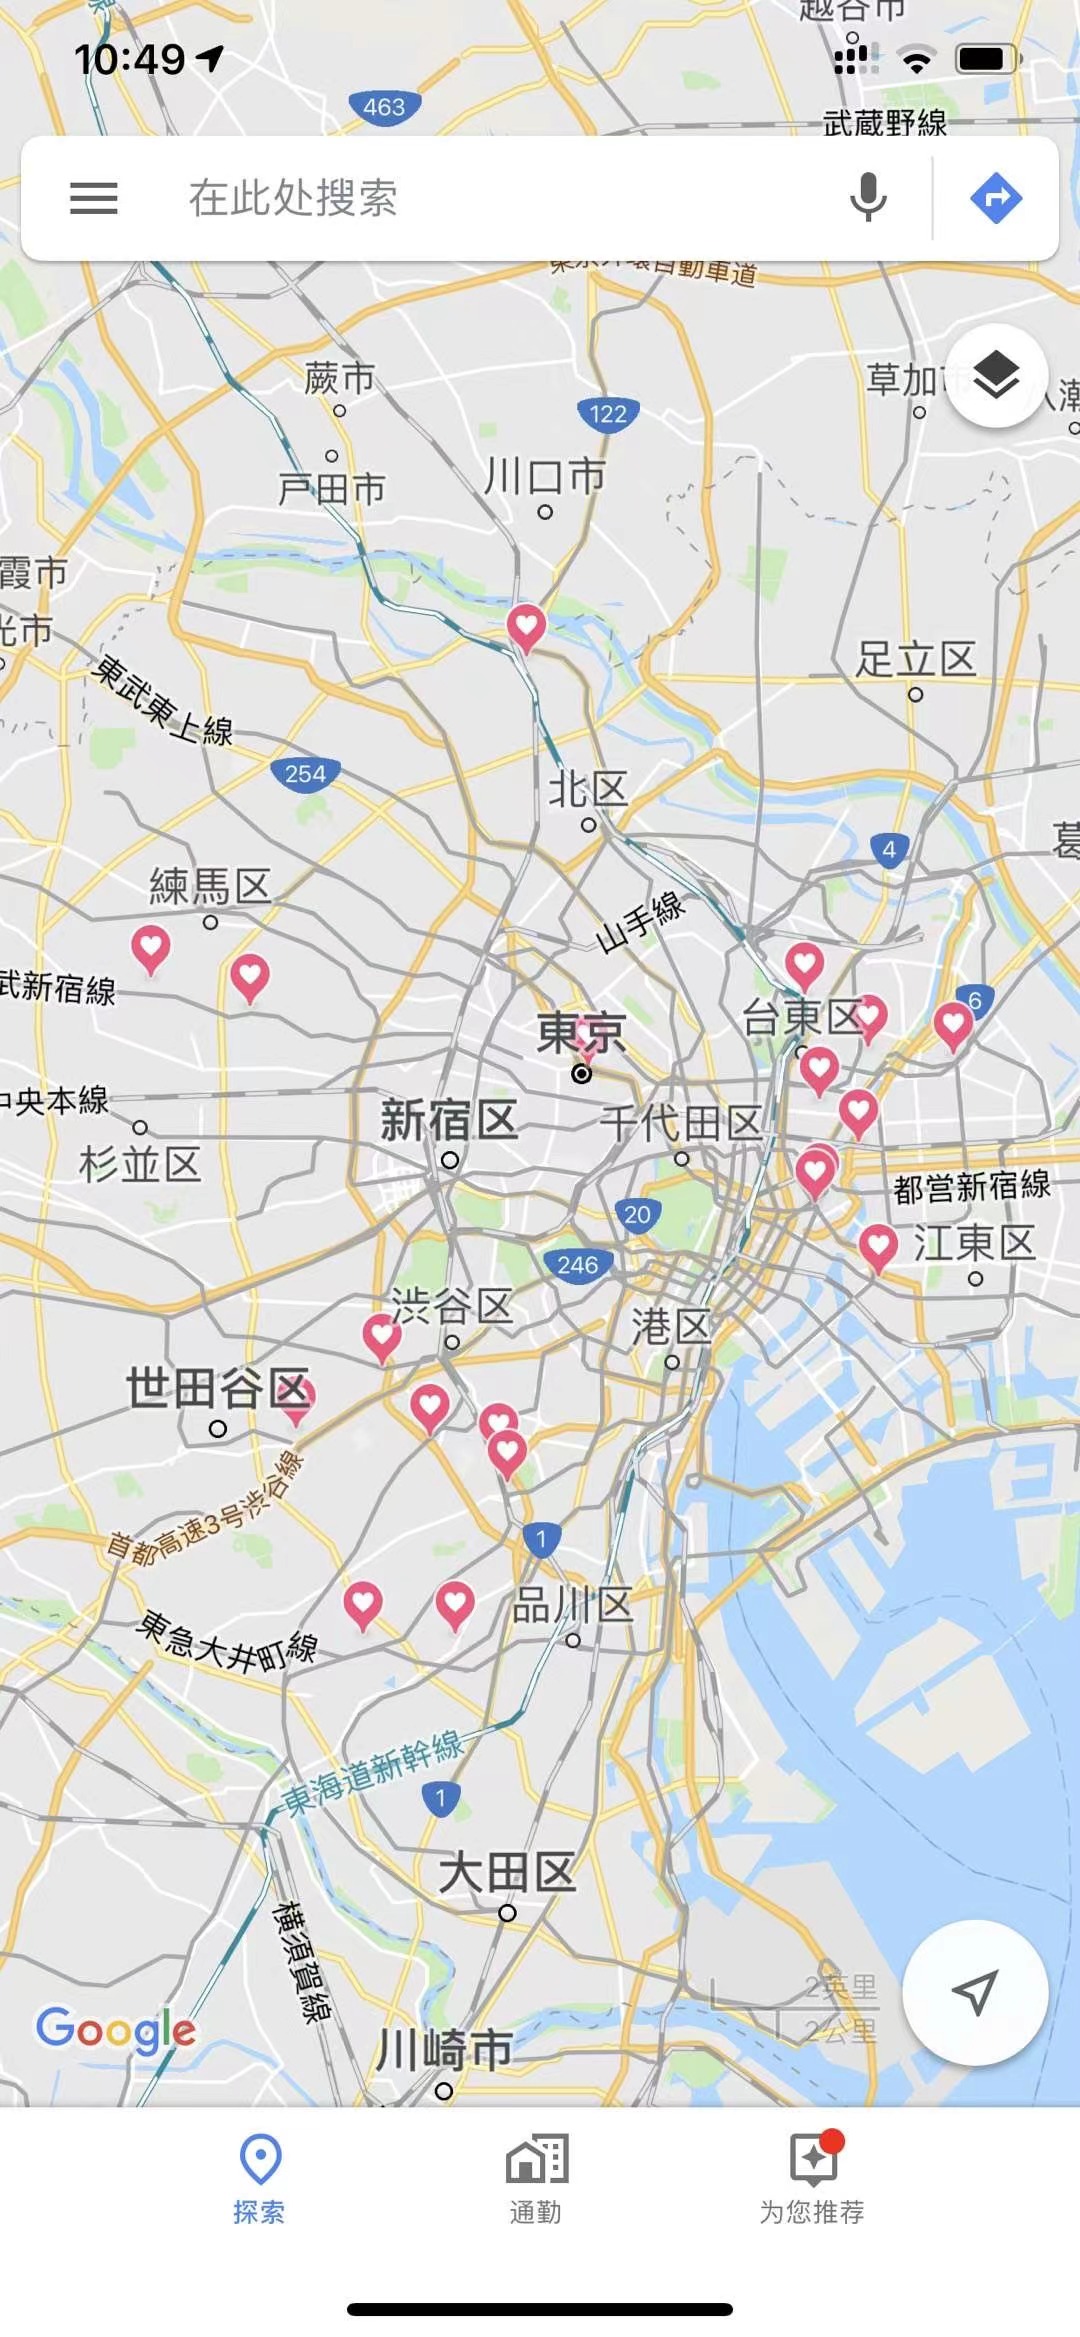 越谷市
10:49
463
武蔵野線
在此处搜索
東京外環自動車道
蕨市
草加市
122
八潮
戸田市
川口市
霞市
光市
足立区
東武東上線
254
北区
4
葛
練馬区
山手線
武新宿線
台東区
6
東京
中央本線
新宿区
千代田区
杉並区
都営新宿線
20
江東区
246
渋谷区
港区
世田谷区
首都高速3号渋谷線
1
品川区
東急大井町線
東海道新幹線
1
大田区
横須賀線
2英里
2公里
Google
川崎市
探索
通勤
为您推荐